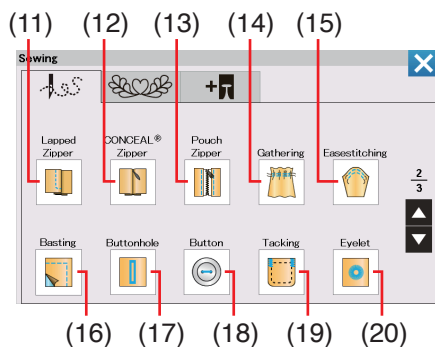 (11) (12) (13) (14) (15)
Sewing
Lapped Zipper
CONCEAL® Zipper
Pouch Zipper
Gathering
Easestitching
2
3
Basting
Buttonhole
Button
Tacking
Eyelet
(16) (17) (18) (19) (20)